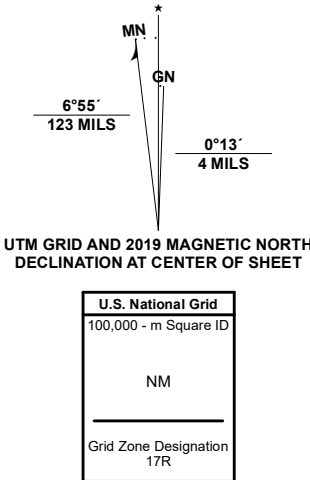 ★
MN
GN
6°55´
123 MILS
0°13´
4 MILS
UTM GRID AND 2019 MAGNETIC NORTH
DECLINATION AT CENTER OF SHEET
U.S. National Grid
100,000 - m Square ID
NM
Grid Zone Designation
17R